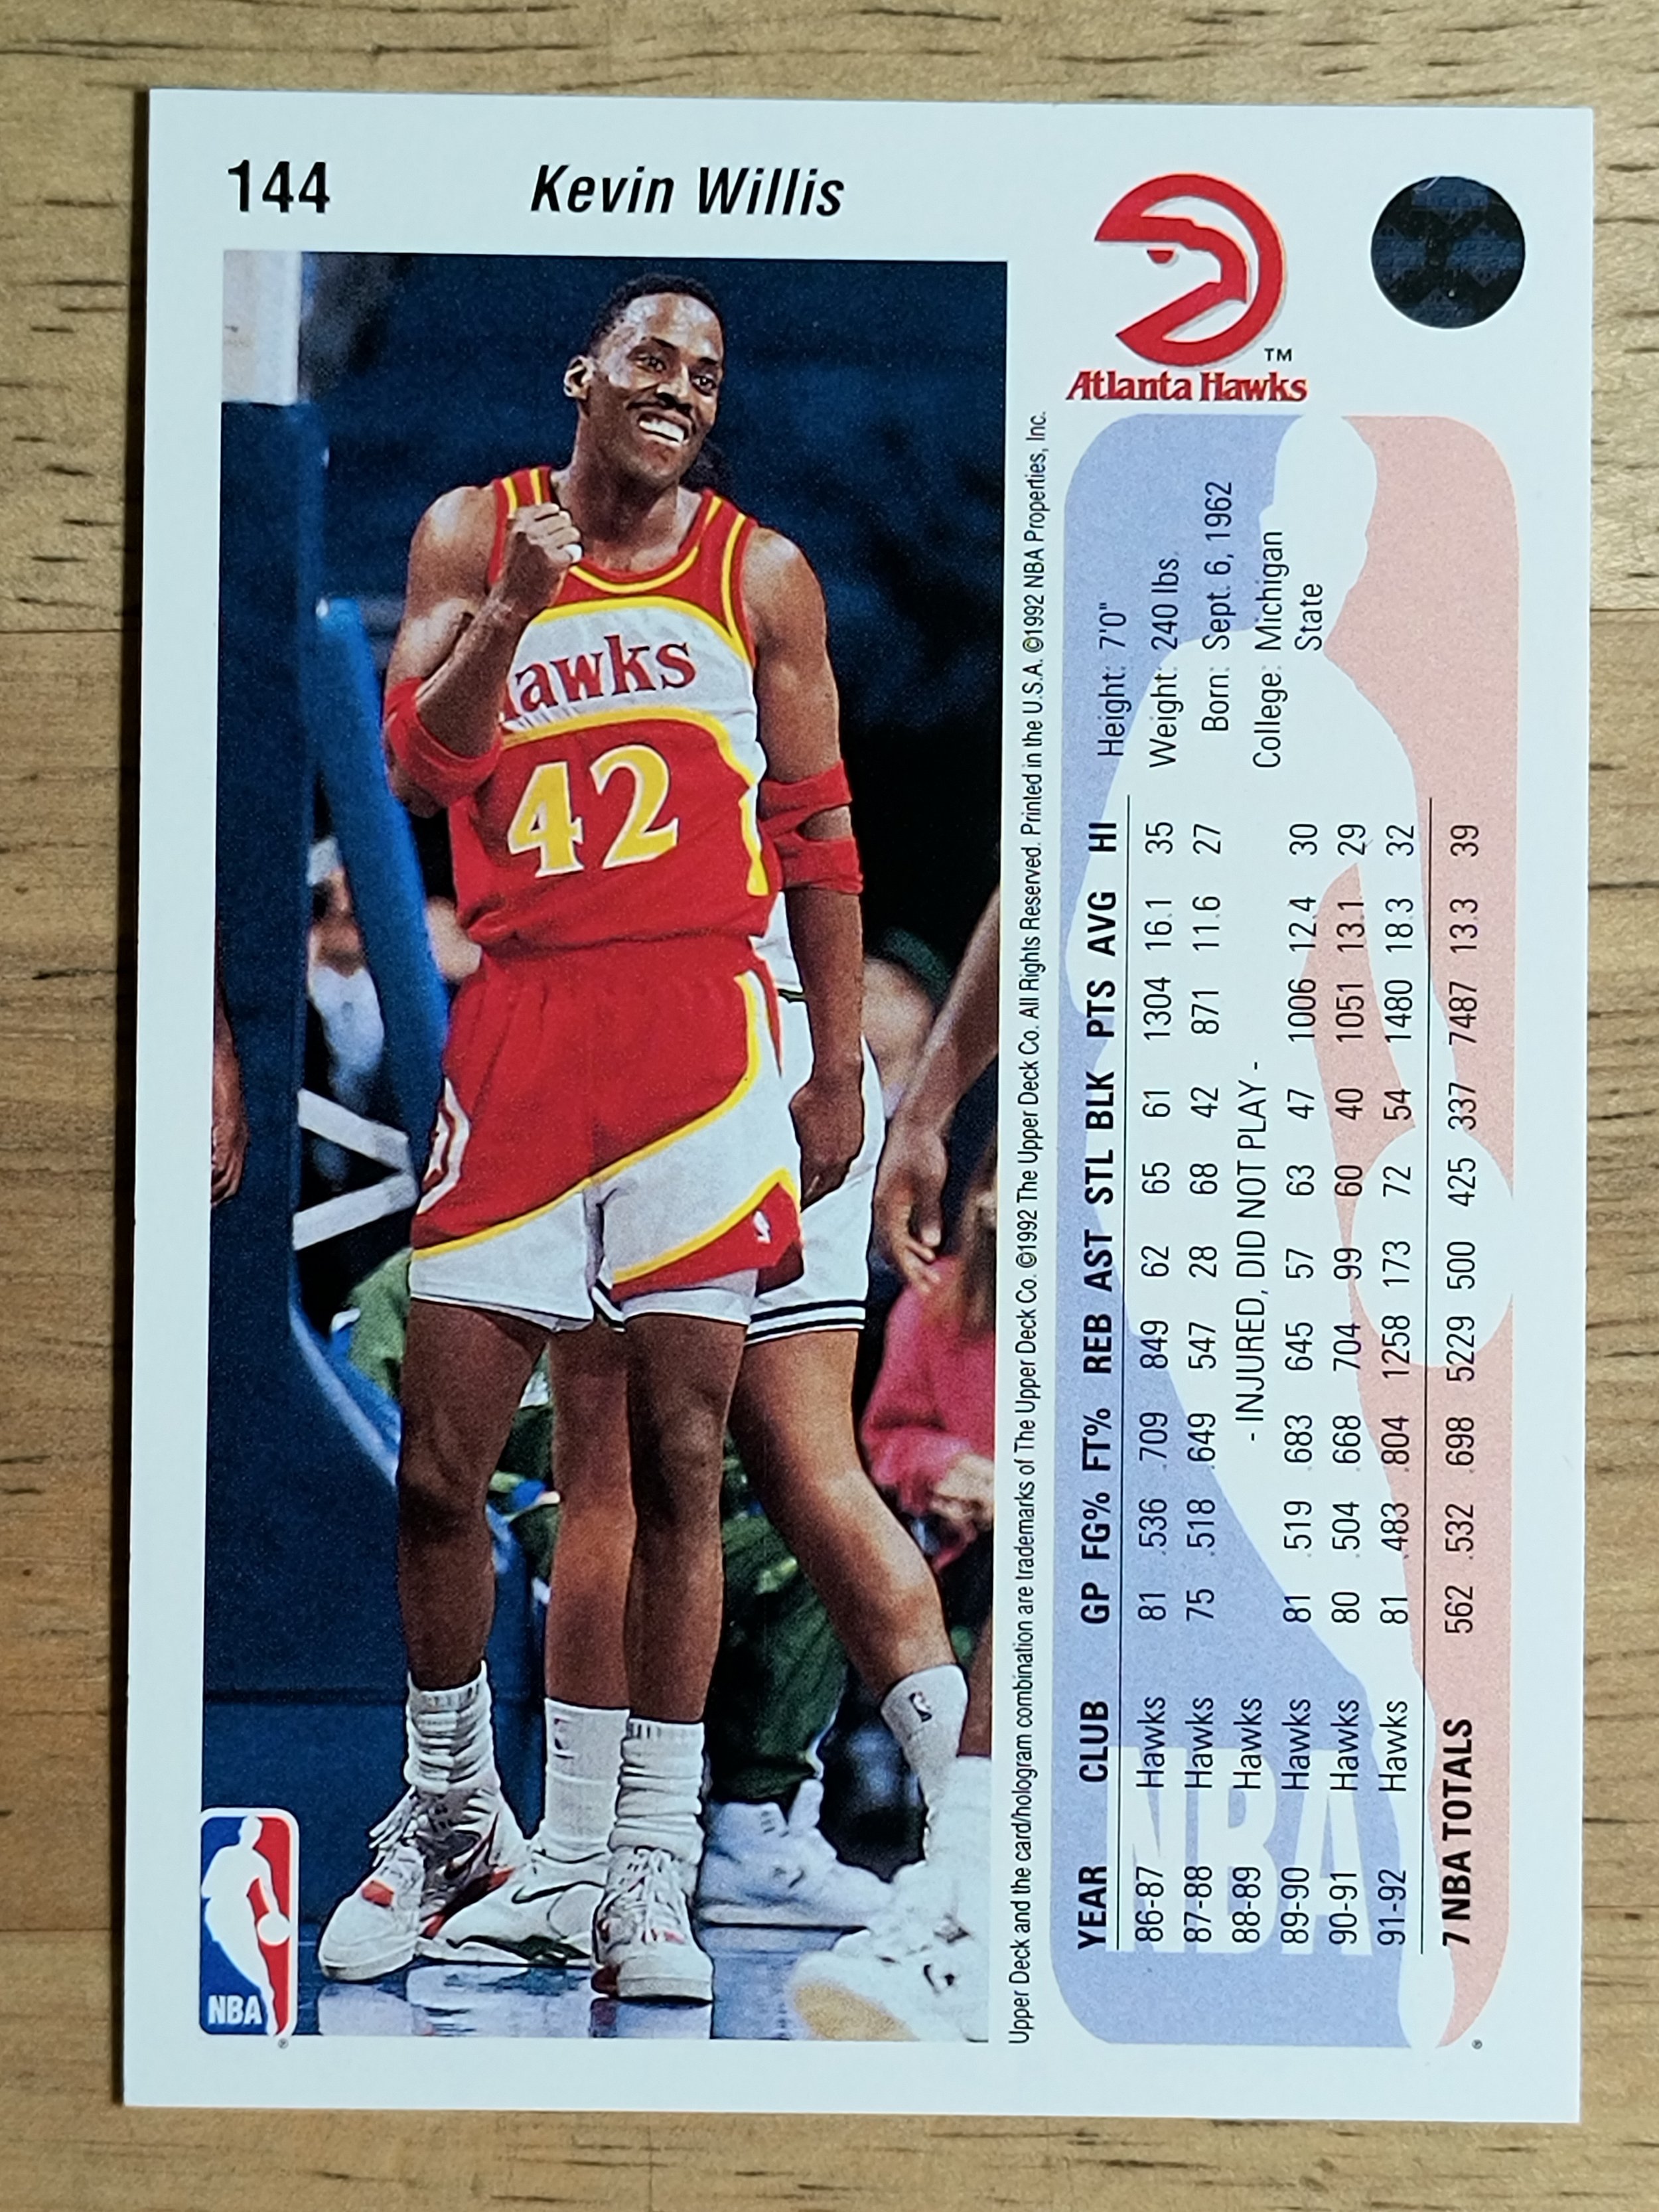 144
Kevin Willis
Hawks
42
NBA
®
Upper Deck and the card/hologram combination are trademarks of The Upper Deck Co. ©1992 The Upper Deck Co. All Rights Reserved. Printed in the U.S.A. ©1992 NBA Properties, Inc.
TM
Atlanta Hawks
Height: 7'0"
Weight: 240 lbs.
Born: Sept. 6, 1962
College: Michigan
State
YEAR CLUB GP FG% FT% REB AST STL BLK PTS AVG HI
86-87 Hawks 81 .536 .709 849 62 65 61 1304 16.1 35
87-88 Hawks 75 .518 .649 547 28 68 42 871 11.6 27
88-89 Hawks - INJURED, DID NOT PLAY -
89-90 Hawks 81 .519 .683 645 57 63 47 1006 12.4 30
90-91 Hawks 80 .504 .668 704 99 60 40 1051 13.1 29
91-92 Hawks 81 .483 .804 1258 173 72 54 1480 18.3 32
7 NBA TOTALS 562 .532 .698 5229 500 425 337 7487 13.3 39
NBA
®